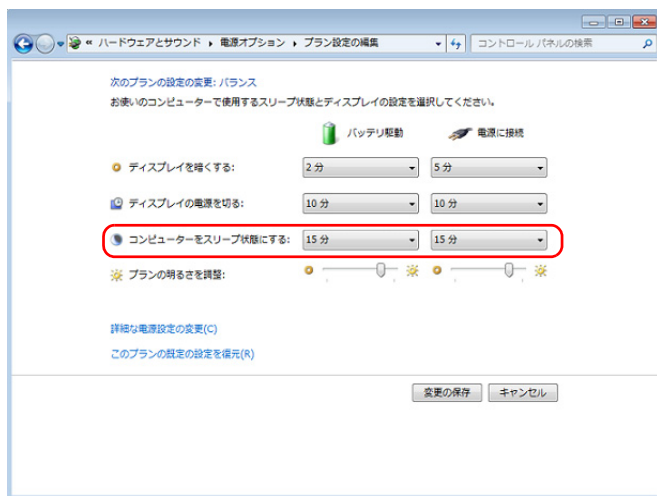 « ハードウェアとサウンド ▸ 電源オプション ▸ プラン設定の編集 コントロール パネルの検索
次のプランの設定の変更: バランス
お使いのコンピューターで使用するスリープ状態とディスプレイの設定を選択してください。
バッテリ駆動 電源に接続
ディスプレイを暗くする: 2 分 5 分
ディスプレイの電源を切る: 10 分 10 分
コンピューターをスリープ状態にする: 15 分 15 分
プランの明るさを調整:
詳細な電源設定の変更(C)
このプランの既定の設定を復元(R)
変更の保存 キャンセル